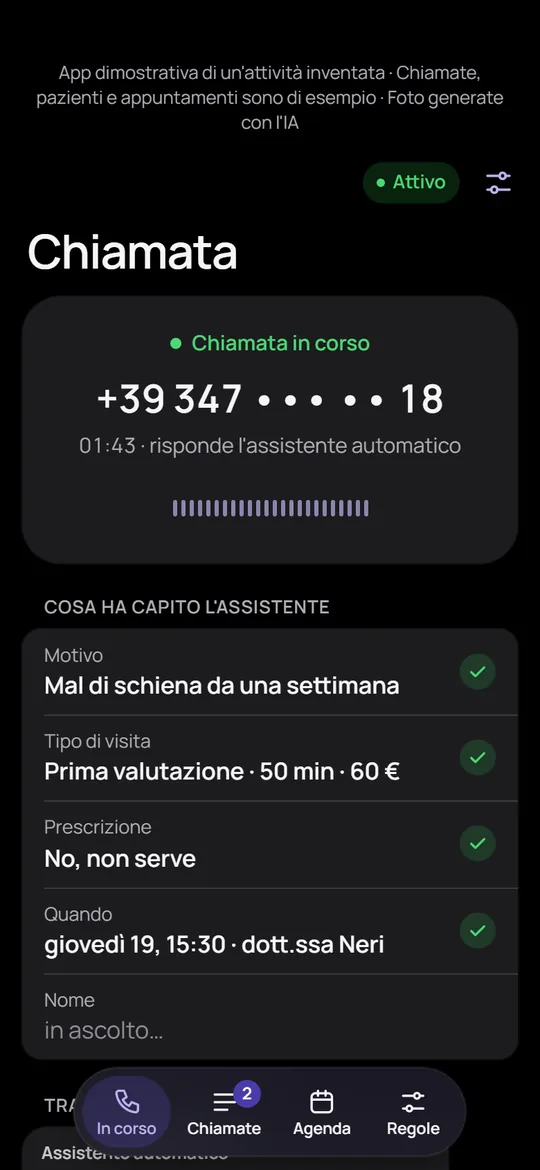 App dimostrativa di un'attività inventata · Chiamate,
pazienti e appuntamenti sono di esempio · Foto generate
con l'IA
Attivo
Chiamata
Chiamata in corso
+39 347 ••• •• 18
01:43 · risponde l'assistente automatico
COSA HA CAPITO L'ASSISTENTE
Motivo
Mal di schiena da una settimana
Tipo di visita
Prima valutazione · 50 min · 60 €
Prescrizione
No, non serve
Quando
giovedì 19, 15:30 · dott.ssa Neri
Nome
in ascolto…
TRA
Assistente automatico
2
In corso
Chiamate
Agenda
Regole